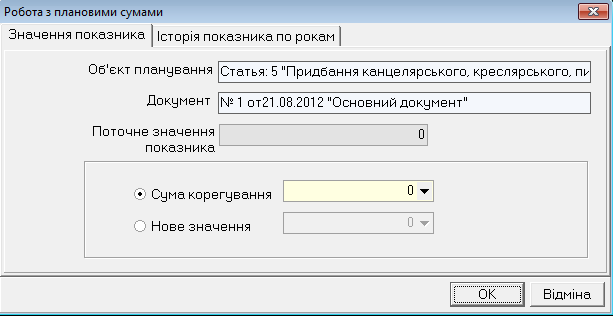 Робота з плановими сумами
Значення показника Історія показника по рокам
Об'єкт планування Статья: 5 "Придбання канцелярського, креслярського, пи
Документ № 1 от21.08.2012 "Основний документ"
Поточне значення 0
показника
Сума корегування 0
Нове значення 0
ОК Відміна